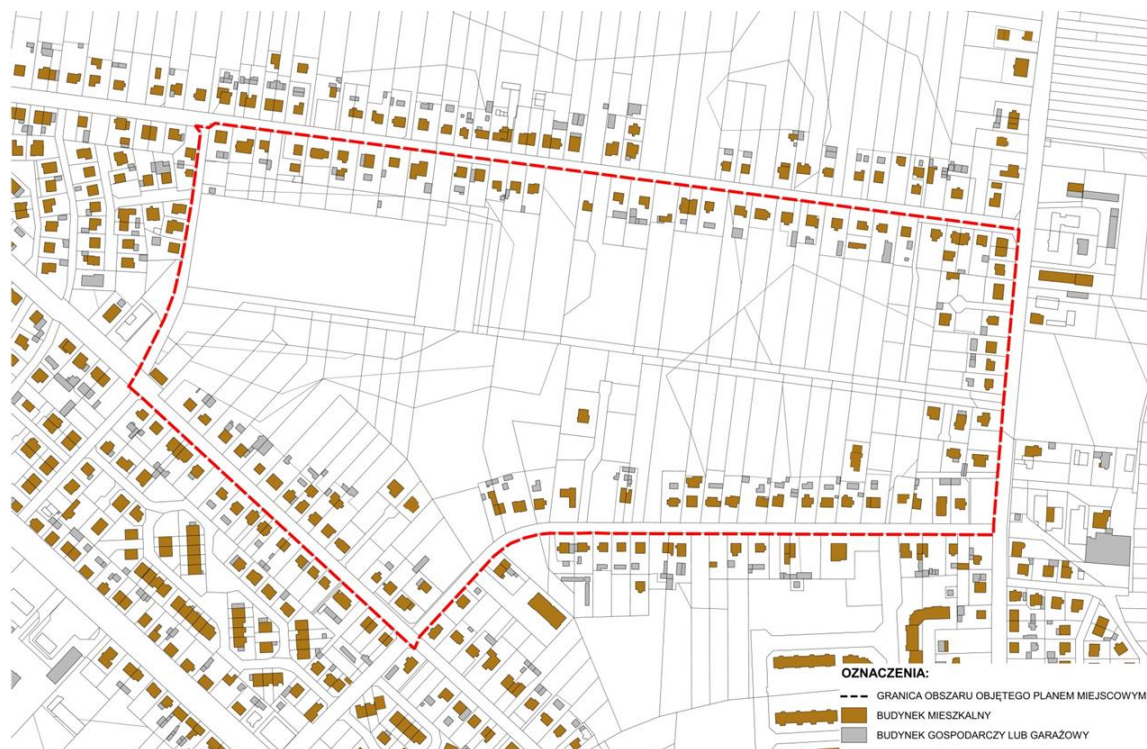 OZNACZENIA:
GRANICA OBSZARU OBJĘTEGO PLANEM MIEJSCOWYM
BUDYNEK MIESZKALNY
BUDYNEK GOSPODARCZY LUB GARAŻOWY